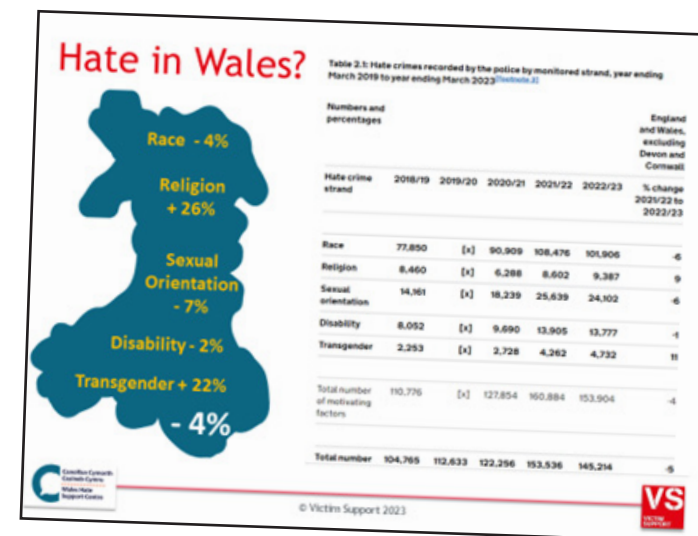 Hate in Wales?
Race - 4%
Religion
+ 26%
Sexual
Orientation
- 7%
Disability - 2%
Transgender + 22%
- 4%
Table 2.1: Hate crimes recorded by the police by monitored strand, year ending
March 2019 to year ending March 2023
Numbers and
percentages
England
and Wales,
excluding
Devon and
Cornwall
Hate crime
strand
2018/19 2019/20 2020/21 2021/22 2022/23
% change
2021/22 to
2022/23
Race 77,850 [x] 90,909 108,476 101,906 -6
Religion 8,460 [x] 6,288 8,602 9,387 9
Sexual
orientation
14,161 [x] 18,239 25,639 24,102 -6
Disability 8,052 [x] 9,690 13,905 13,777 -1
Transgender 2,253 [x] 2,728 4,262 4,732 11
Total number
of motivating
factors
110,776 [x] 127,854 160,884 153,904 -4
Total number 104,765 112,633 122,256 153,536 145,214 -5
Wales Hate
Support Centre
© Victim Support 2023
VS
VICTIM
SUPPORT